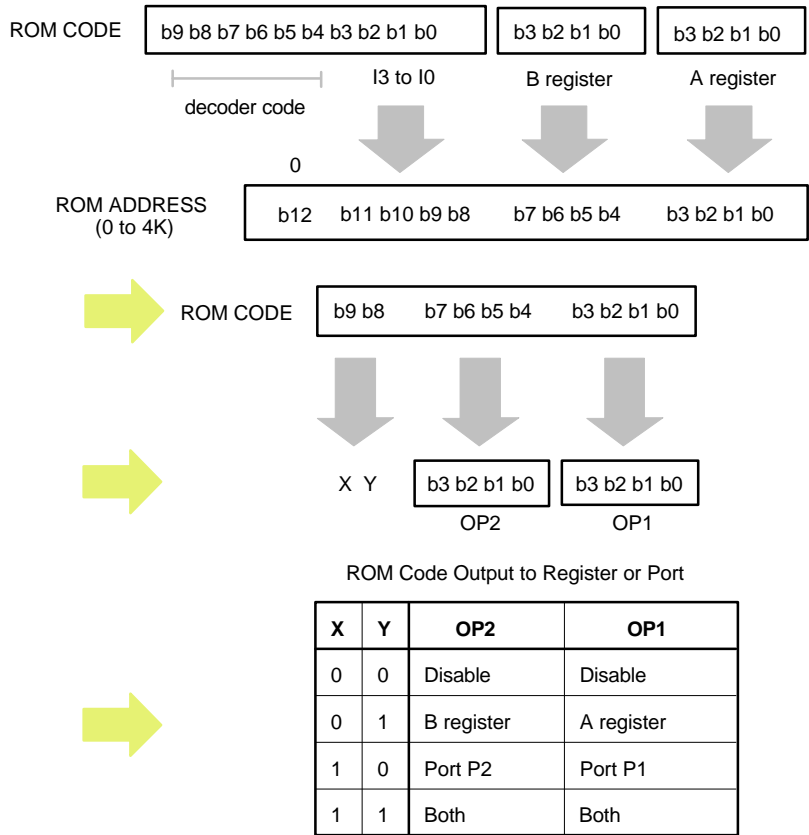 ROM CODE b9 b8 b7 b6 b5 b4 b3 b2 b1 b0 b3 b2 b1 b0 b3 b2 b1 b0
I3 to I0 B register A register
decoder code
0
ROM ADDRESS
(0 to 4K)
b12 b11 b10 b9 b8 b7 b6 b5 b4 b3 b2 b1 b0
ROM CODE b9 b8 b7 b6 b5 b4 b3 b2 b1 b0
X Y b3 b2 b1 b0 b3 b2 b1 b0
OP2 OP1
ROM Code Output to Register or Port
X Y OP2 OP1
0 0 Disable Disable
0 1 B register A register
1 0 Port P2 Port P1
1 1 Both Both